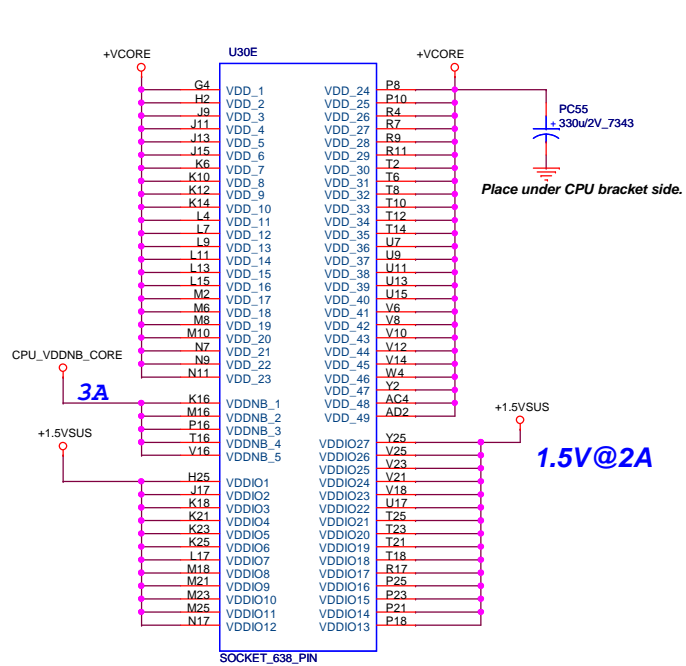 +VCORE
U30E
+VCORE
G4 VDD_1 VDD_24 P8
H2 VDD_2 VDD_25 P10
J9 VDD_3 VDD_26 R4
J11 VDD_4 VDD_27 R7
J13 VDD_5 VDD_28 R9
J15 VDD_6 VDD_29 R11
K6 VDD_7 VDD_30 T2
K10 VDD_8 VDD_31 T6
K12 VDD_9 VDD_32 T8
K14 VDD_10 VDD_33 T10
L4 VDD_11 VDD_34 T12
L7 VDD_12 VDD_35 T14
L9 VDD_13 VDD_36 U7
L11 VDD_14 VDD_37 U9
L13 VDD_15 VDD_38 U11
L15 VDD_16 VDD_39 U13
M2 VDD_17 VDD_40 U15
M6 VDD_18 VDD_41 V6
M8 VDD_19 VDD_42 V8
M10 VDD_20 VDD_43 V10
N7 VDD_21 VDD_44 V12
N9 VDD_22 VDD_45 V14
N11 VDD_23 VDD_46 W4
VDD_47 Y2
K16 VDDNB_1 VDD_48 AC4
M16 VDDNB_2 VDD_49 AD2
P16 VDDNB_3
T16 VDDNB_4 VDDIO27 Y25
V16 VDDNB_5 VDDIO26 V25
VDDIO25 V23
H25 VDDIO1 VDDIO24 V21
J17 VDDIO2 VDDIO23 V18
K18 VDDIO3 VDDIO22 U17
K21 VDDIO4 VDDIO21 T25
K23 VDDIO5 VDDIO20 T23
K25 VDDIO6 VDDIO19 T21
L17 VDDIO7 VDDIO18 T18
M18 VDDIO8 VDDIO17 R17
M21 VDDIO9 VDDIO16 P25
M23 VDDIO10 VDDIO15 P23
M25 VDDIO11 VDDIO14 P21
N17 VDDIO12 VDDIO13 P18
SOCKET_638_PIN
PC55
+ 330u/2V_7343
Place under CPU bracket side.
CPU_VDDNB_CORE
3A
+1.5VSUS
+1.5VSUS
1.5V@2A